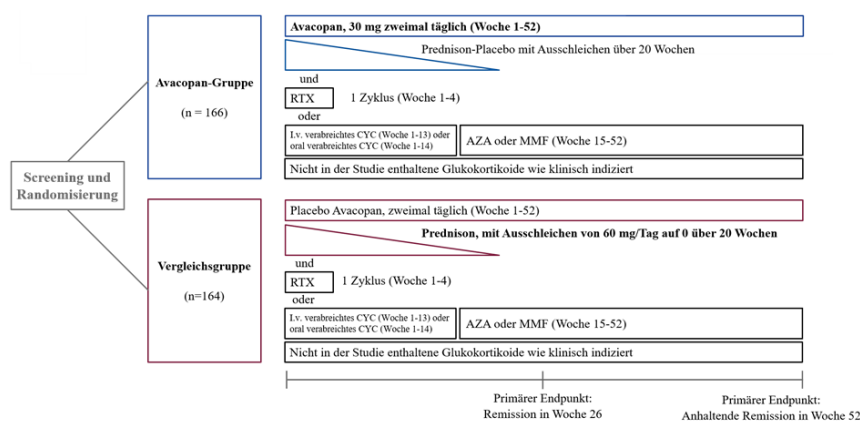 Screening und
Randomisierung
Avacopan-Gruppe
(n = 166)
Avacopan, 30 mg zweimal täglich (Woche 1-52)
Prednison-Placebo mit Ausschleichen über 20 Wochen
und
RTX
1 Zyklus (Woche 1-4)
oder
I.v. verabreichtes CYC (Woche 1-13) oder
oral verabreichtes CYC (Woche 1-14)
AZA oder MMF (Woche 15-52)
Nicht in der Studie enthaltene Glukokortikoide wie klinisch indiziert
Vergleichsgruppe
(n=164)
Placebo Avacopan, zweimal täglich (Woche 1-52)
Prednison, mit Ausschleichen von 60 mg/Tag auf 0 über 20 Wochen
und
RTX
1 Zyklus (Woche 1-4)
oder
I.v. verabreichtes CYC (Woche 1-13) oder
oral verabreichtes CYC (Woche 1-14)
AZA oder MMF (Woche 15-52)
Nicht in der Studie enthaltene Glukokortikoide wie klinisch indiziert
Primärer Endpunkt:
Remission in Woche 26
Primärer Endpunkt:
Anhaltende Remission in Woche 52